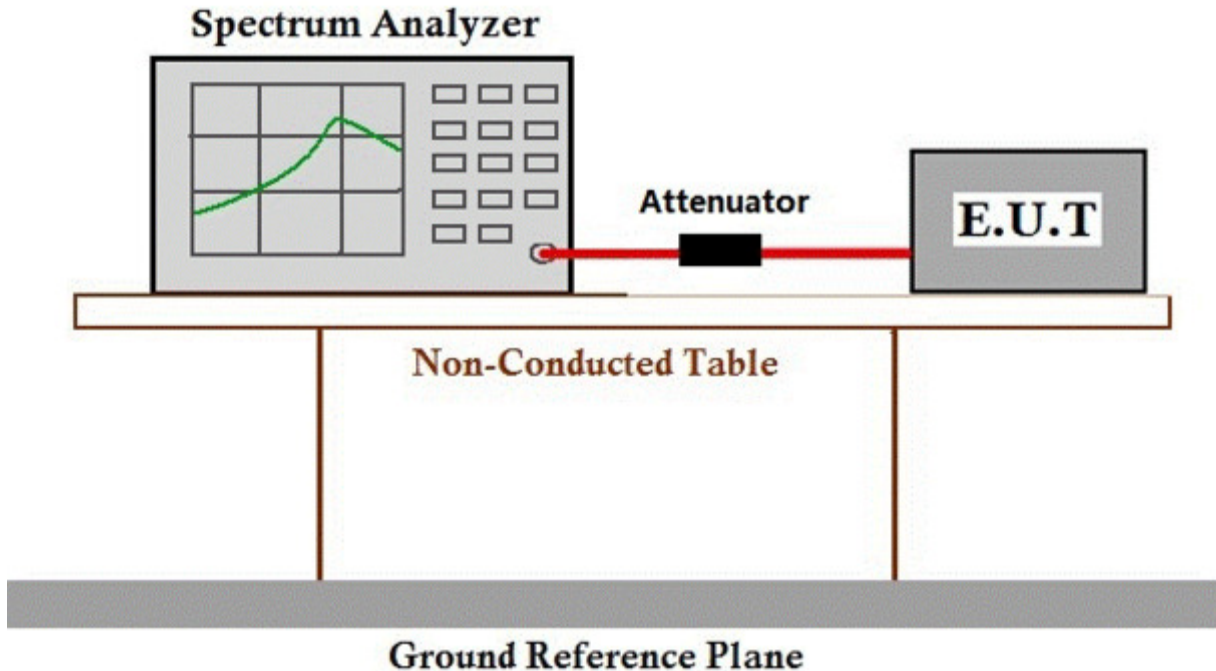 Spectrum Analyzer
Attenuator
E.U.T
Non-Conducted Table
Ground Reference Plane